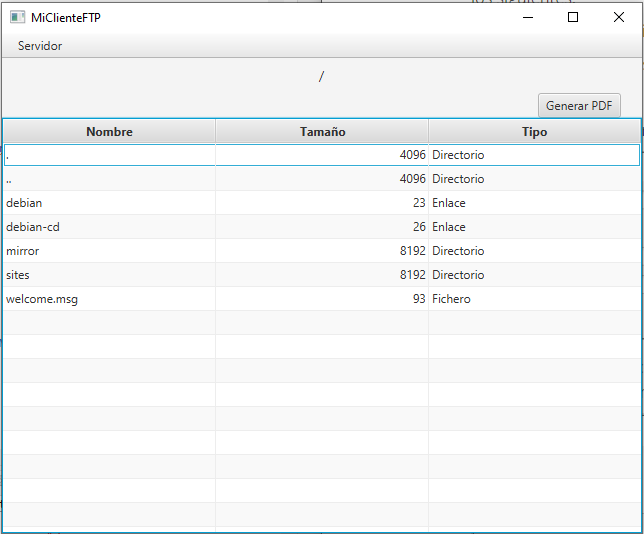 MiClienteFTP
Servidor
/
Generar PDF
Nombre Tamaño Tipo
. 4096 Directorio
.. 4096 Directorio
debian 23 Enlace
debian-cd 26 Enlace
mirror 8192 Directorio
sites 8192 Directorio
welcome.msg 93 Fichero